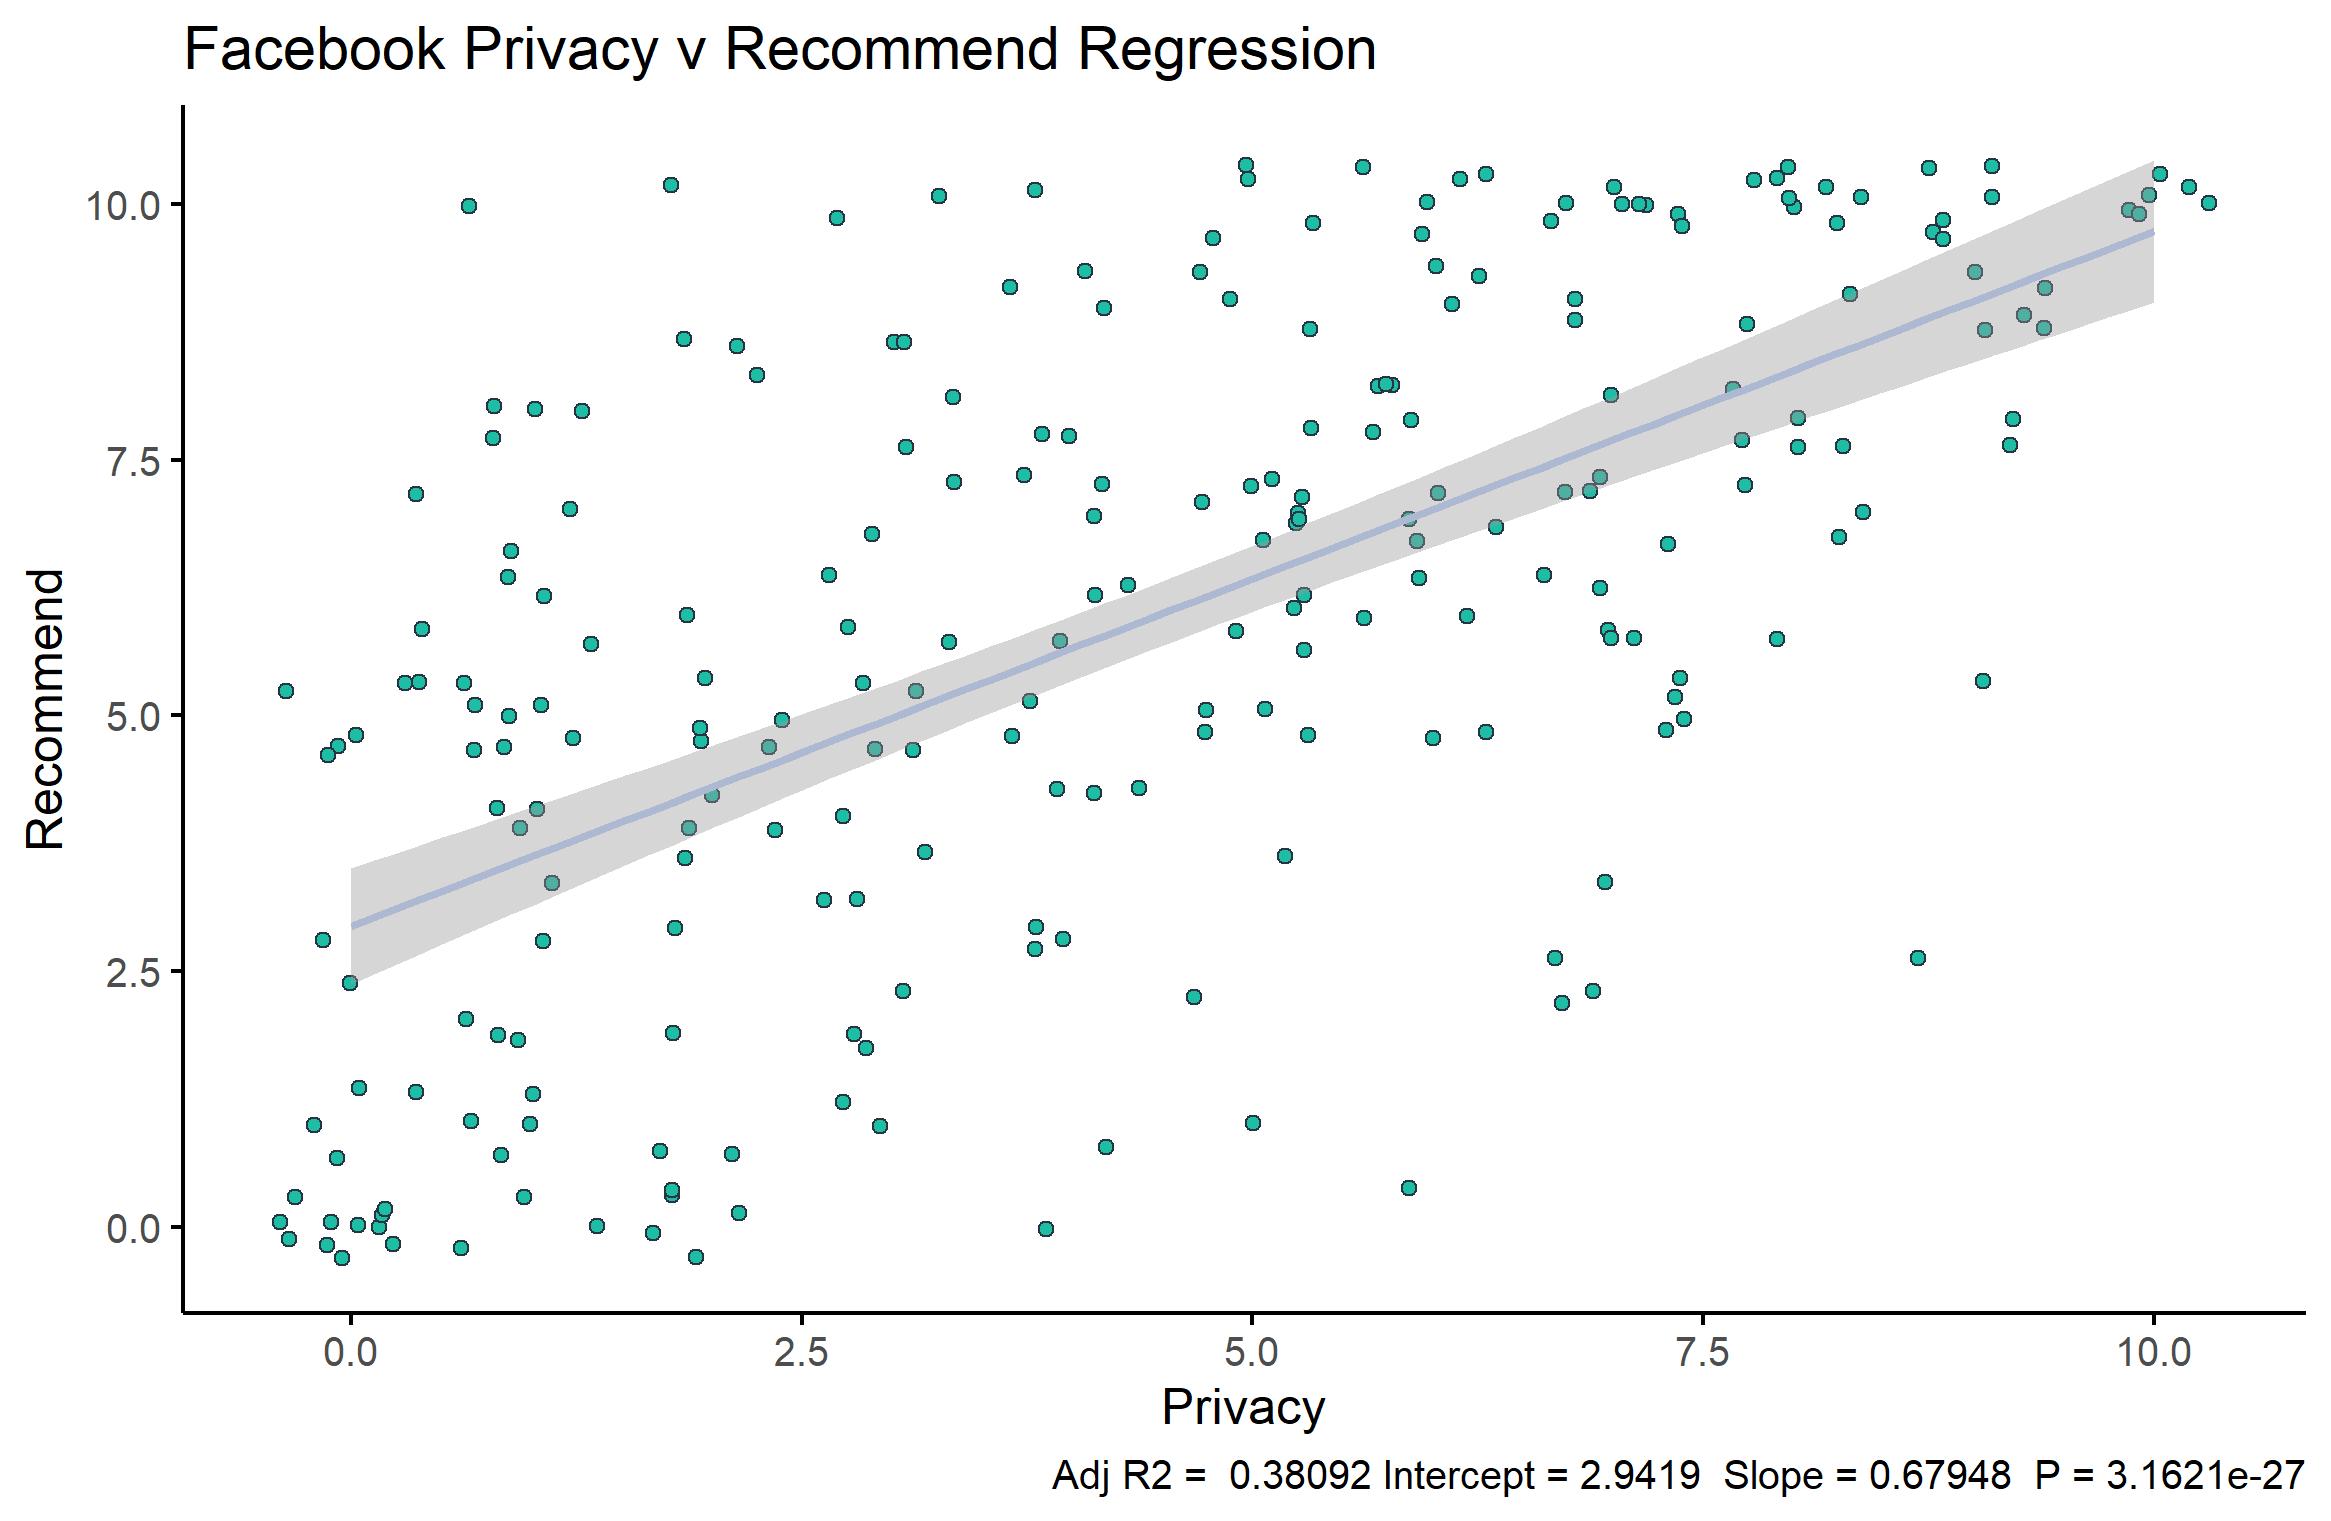 Facebook Privacy v Recommend Regression
Recommend
10.0
7.5
5.0
2.5
0.0
0.0 2.5 5.0 7.5 10.0
Privacy
Adj R2 =  0.38092 Intercept = 2.9419  Slope = 0.67948  P = 3.1621e-27